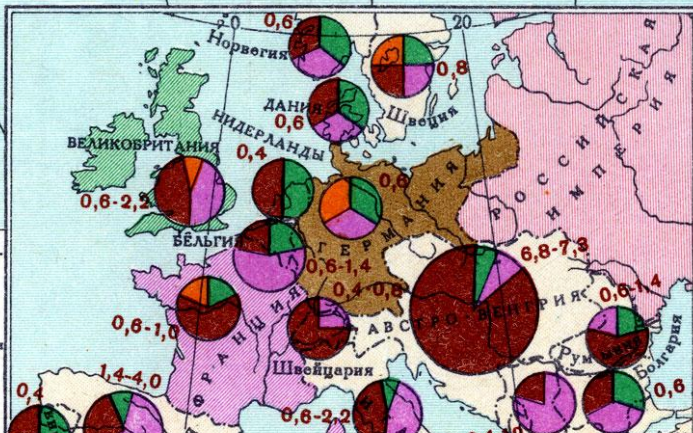 0
20
0,6
Норвегия
0,8
ДАНИЯ
0,6
Швеция
НИДЕРЛАНДЫ
ВЕЛИКОБРИТАНИЯ
0,4
0,6
РОССИЙСКАЯ
ИМПЕРИЯ
0,6-2,2
ГЕРМАНИЯ
БЕЛЬГИЯ
6,8-7,3
0,6-1,4
0,6-1,4
0,4-0,8
АВСТРО-ВЕНГРИЯ
0,6-1,0
ФРАНЦИЯ
Швейцария
Болгария
1,4-4,0
0,4
0,6-2,2
0,6